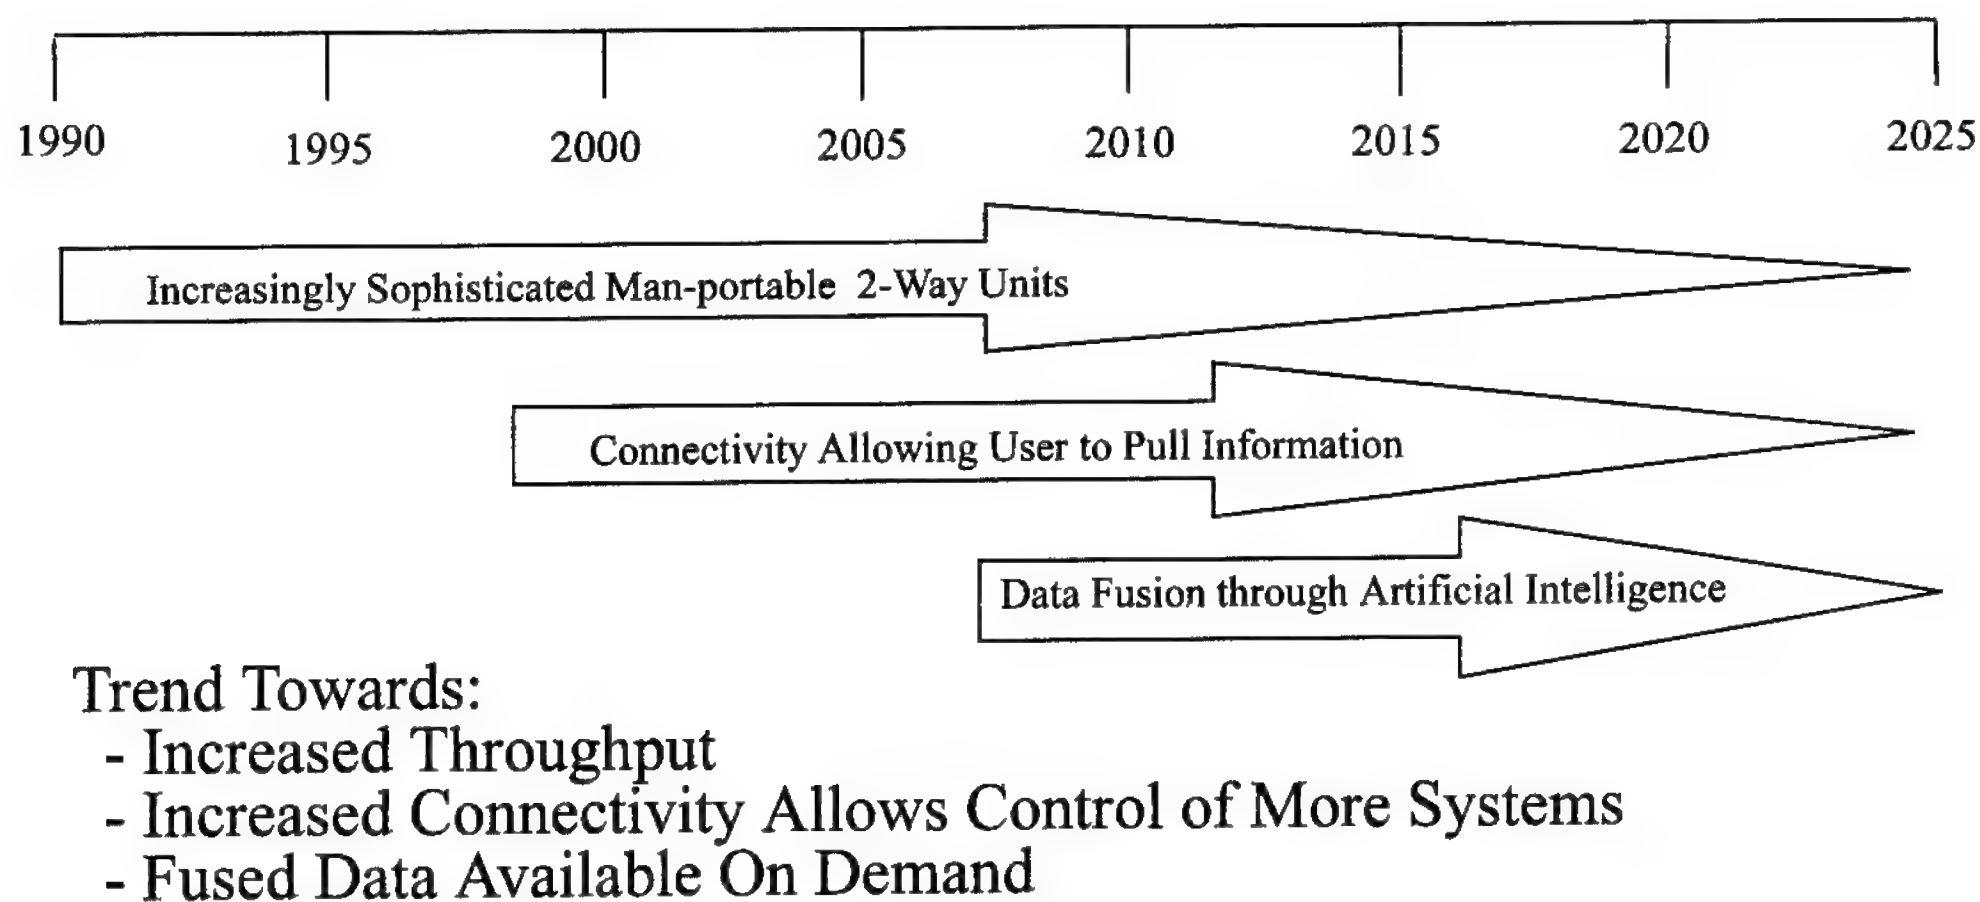 1990 1995 2000 2005 2010 2015 2020 2025
Increasingly Sophisticated Man-portable 2-Way Units
Connectivity Allowing User to Pull Information
Data Fusion through Artificial Intelligence
Trend Towards:
- Increased Throughput
- Increased Connectivity Allows Control of More Systems
- Fused Data Available On Demand